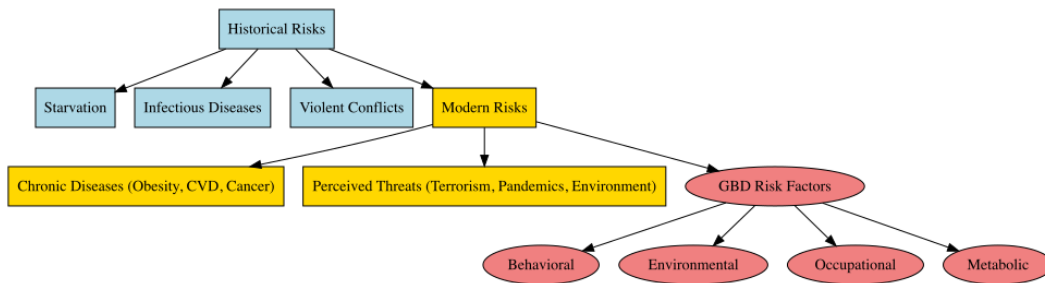 Historical Risks
Starvation
Infectious Diseases
Violent Conflicts
Modern Risks
Chronic Diseases (Obesity, CVD, Cancer)
Perceived Threats (Terrorism, Pandemics, Environment)
GBD Risk Factors
Behavioral
Environmental
Occupational
Metabolic